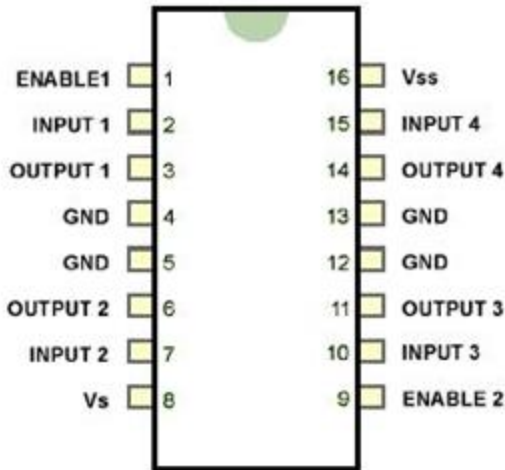 ENABLE1 1 16 Vss
INPUT 1 2 15 INPUT 4
OUTPUT 1 3 14 OUTPUT 4
GND 4 13 GND
GND 5 12 GND
OUTPUT 2 6 11 OUTPUT 3
INPUT 2 7 10 INPUT 3
Vs 8 9 ENABLE 2